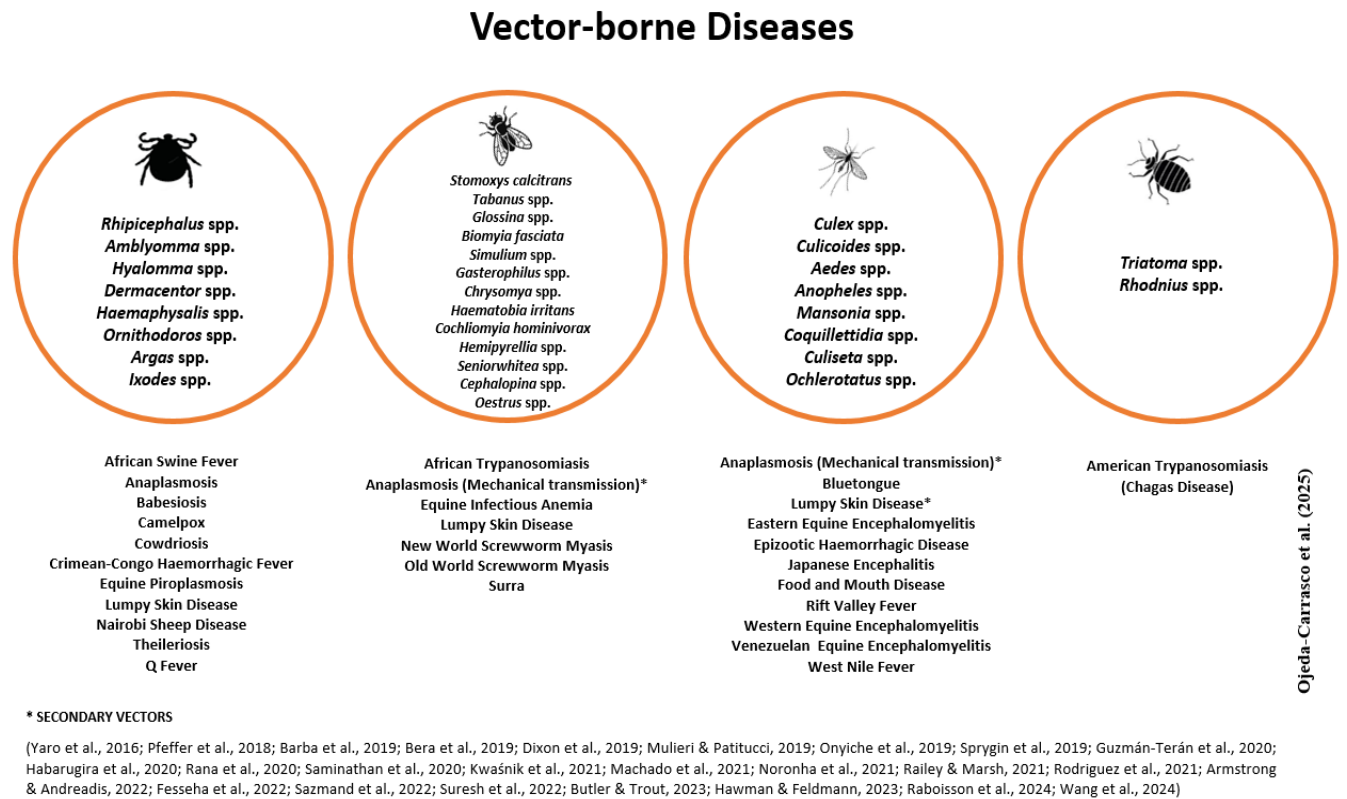 Vector-borne Diseases
Rhipicephalus spp.
Amblyomma spp.
Hyalomma spp.
Dermacentor spp.
Haemaphysalis spp.
Ornithodoros spp.
Argas spp.
Ixodes spp.
African Swine Fever
Anaplasmosis
Babesiosis
Camelpox
Cowdriosis
Crimean-Congo Haemorrhagic Fever
Equine Piroplasmosis
Lumpy Skin Disease
Nairobi Sheep Disease
Theileriosis
Q Fever
Stomoxys calcitrans
Tabanus spp.
Glossina spp.
Biomyia fasciata
Simulium spp.
Gasterophilus spp.
Chrysomya spp.
Haematobia irritans
Cochliomyia hominivorax
Hemipyrellia spp.
Seniorwhitea spp.
Cephalopina spp.
Oestrus spp.
African Trypanosomiasis
Anaplasmosis (Mechanical transmission)*
Equine Infectious Anemia
Lumpy Skin Disease
New World Screwworm Myasis
Old World Screwworm Myasis
Surra
Culex spp.
Culicoides spp.
Aedes spp.
Anopheles spp.
Mansonia spp.
Coquillettidia spp.
Culiseta spp.
Ochlerotatus spp.
Anaplasmosis (Mechanical transmission)*
Bluetongue
Lumpy Skin Disease*
Eastern Equine Encephalomyelitis
Epizootic Haemorrhagic Disease
Japanese Encephalitis
Food and Mouth Disease
Rift Valley Fever
Western Equine Encephalomyelitis
Venezuelan Equine Encephalomyelitis
West Nile Fever
Triatoma spp.
Rhodnius spp.
American Trypanosomiasis
(Chagas Disease)
Ojeda-Carrasco et al. (2025)
* SECONDARY VECTORS
(Yaro et al., 2016; Pfeffer et al., 2018; Barba et al., 2019; Bera et al., 2019; Dixon et al., 2019; Mulieri & Patitucci, 2019; Onyiche et al., 2019; Sprygin et al., 2019; Guzmán-Terán et al., 2020;
Habarugira et al., 2020; Rana et al., 2020; Saminathan et al., 2020; Kwaśnik et al., 2021; Machado et al., 2021; Noronha et al., 2021; Railey & Marsh, 2021; Rodriguez et al., 2021; Armstrong
& Andreadis, 2022; Fesseha et al., 2022; Sazmand et al., 2022; Suresh et al., 2022; Butler & Trout, 2023; Hawman & Feldmann, 2023; Raboisson et al., 2024; Wang et al., 2024)